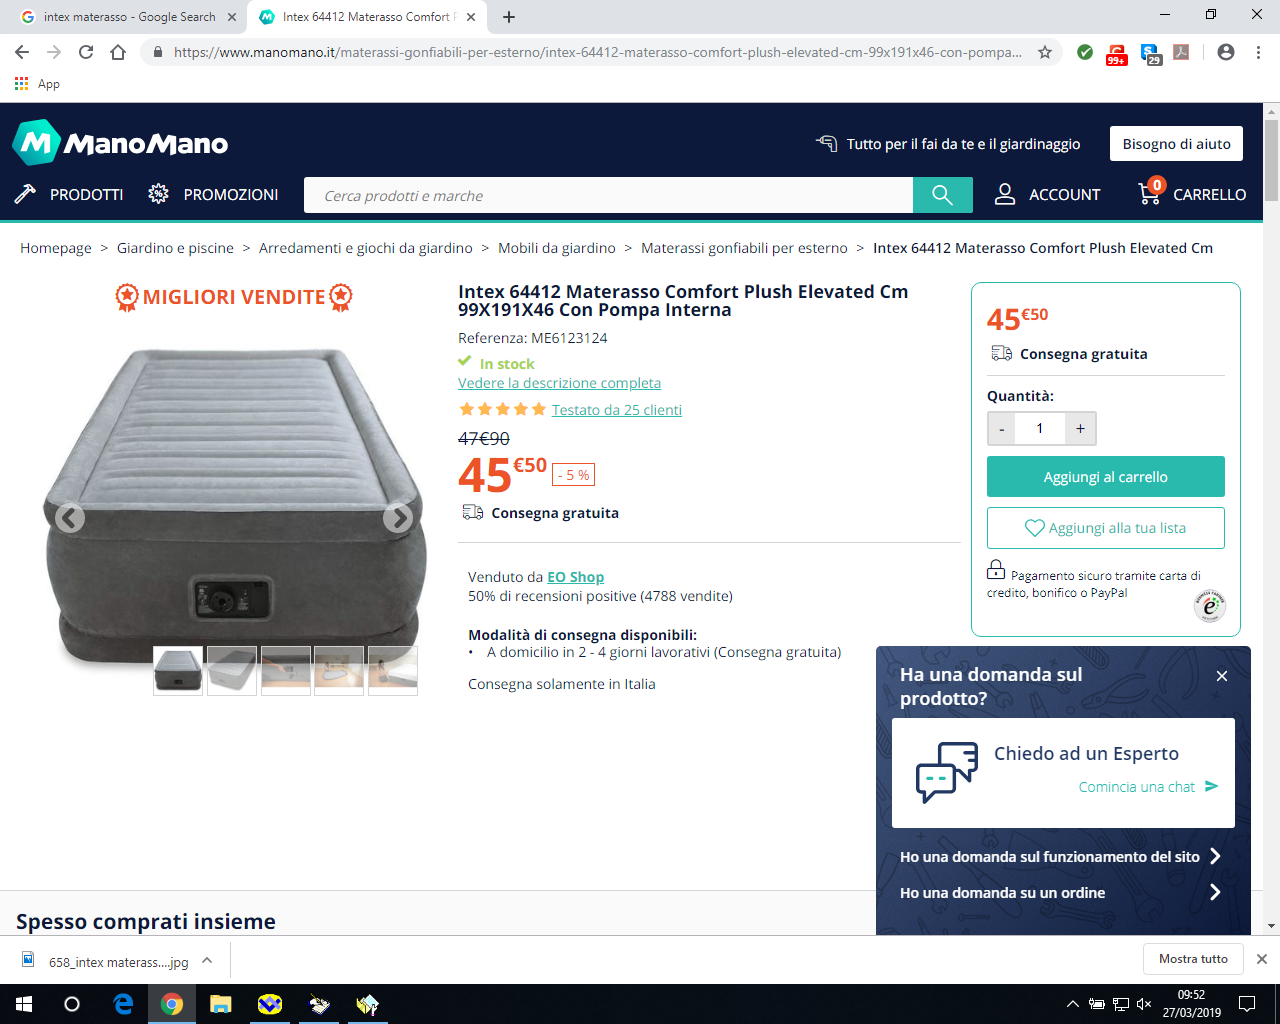 intex materasso - Google Search
Intex 64412 Materasso Comfort P
https://www.manomano.it/materassi-gonfiabili-per-esterno/intex-64412-materasso-comfort-plush-elevated-cm-99x191x46-con-pompa...
99+
29
App
ManoMano
Tutto per il fai da te e il giardinaggio
Bisogno di aiuto
PRODOTTI
PROMOZIONI
Cerca prodotti e marche
ACCOUNT
0
CARRELLO
Homepage > Giardino e piscine > Arredamenti e giochi da giardino > Mobili da giardino > Materassi gonfiabili per esterno > Intex 64412 Materasso Comfort Plush Elevated Cm
MIGLIORI VENDITE
Intex 64412 Materasso Comfort Plush Elevated Cm
99X191X46 Con Pompa Interna
Referenza: ME6123124
In stock
Vedere la descrizione completa
Testato da 25 clienti
47€90
45€50 - 5 %
Consegna gratuita
Venduto da EO Shop
50% di recensioni positive (4788 vendite)
Modalità di consegna disponibili:
• A domicilio in 2 - 4 giorni lavorativi (Consegna gratuita)
Consegna solamente in Italia
45€50
Consegna gratuita
Quantità:
- 1 +
Aggiungi al carrello
Aggiungi alla tua lista
Pagamento sicuro tramite carta di
credito, bonifico o PayPal
Ha una domanda sul
prodotto?
Chiedo ad un Esperto
Comincia una chat
Ho una domanda sul funzionamento del sito
Ho una domanda su un ordine
Spesso comprati insieme
658_intex materass....jpg
Mostra tutto
09:52
27/03/2019